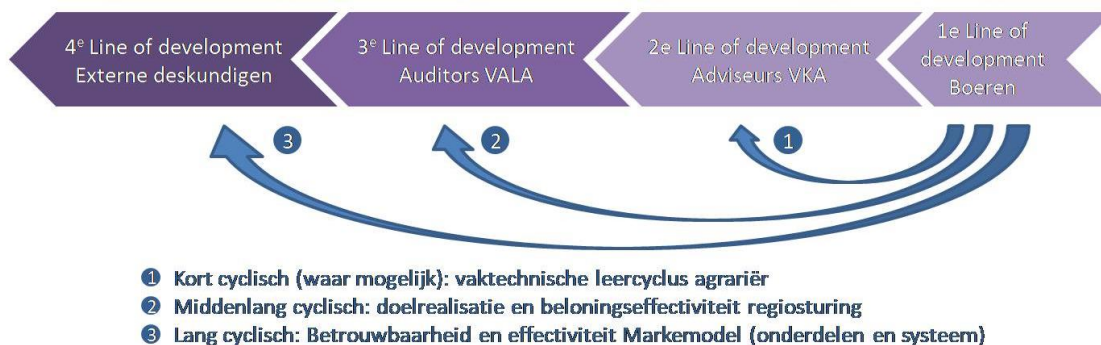 4e Line of development
Externe deskundigen
3e Line of development
Auditors VALA
2e Line of development
Adviseurs VKA
1e Line of
development
Boeren
3
2
1
1 Kort cyclisch (waar mogelijk): vaktechnische leercyclus agrariër
2 Middenlang cyclisch: doelrealisatie en beloningseffectiviteit regiosturing
3 Lang cyclisch: Betrouwbaarheid en effectiviteit Markemodel (onderdelen en systeem)